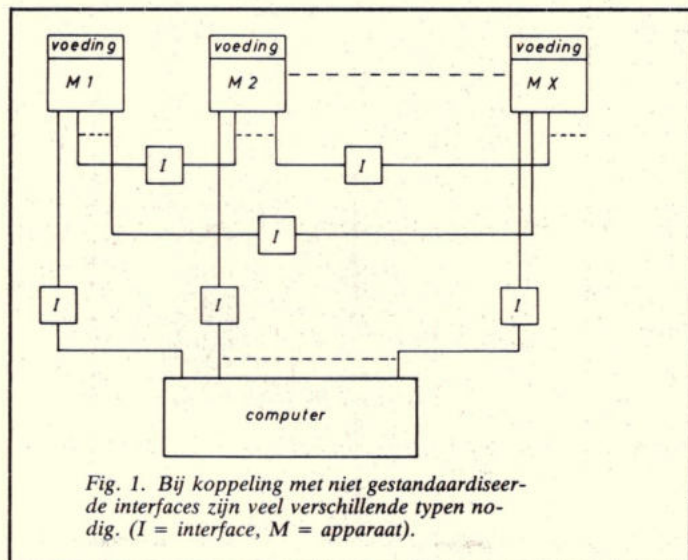 voeding voeding voeding
M 1 M 2 M X
I I
I
I I I
computer
Fig. 1. Bij koppeling met niet gestandaardiseer-
de interfaces zijn veel verschillende typen no-
dig. (I = interface, M = apparaat).